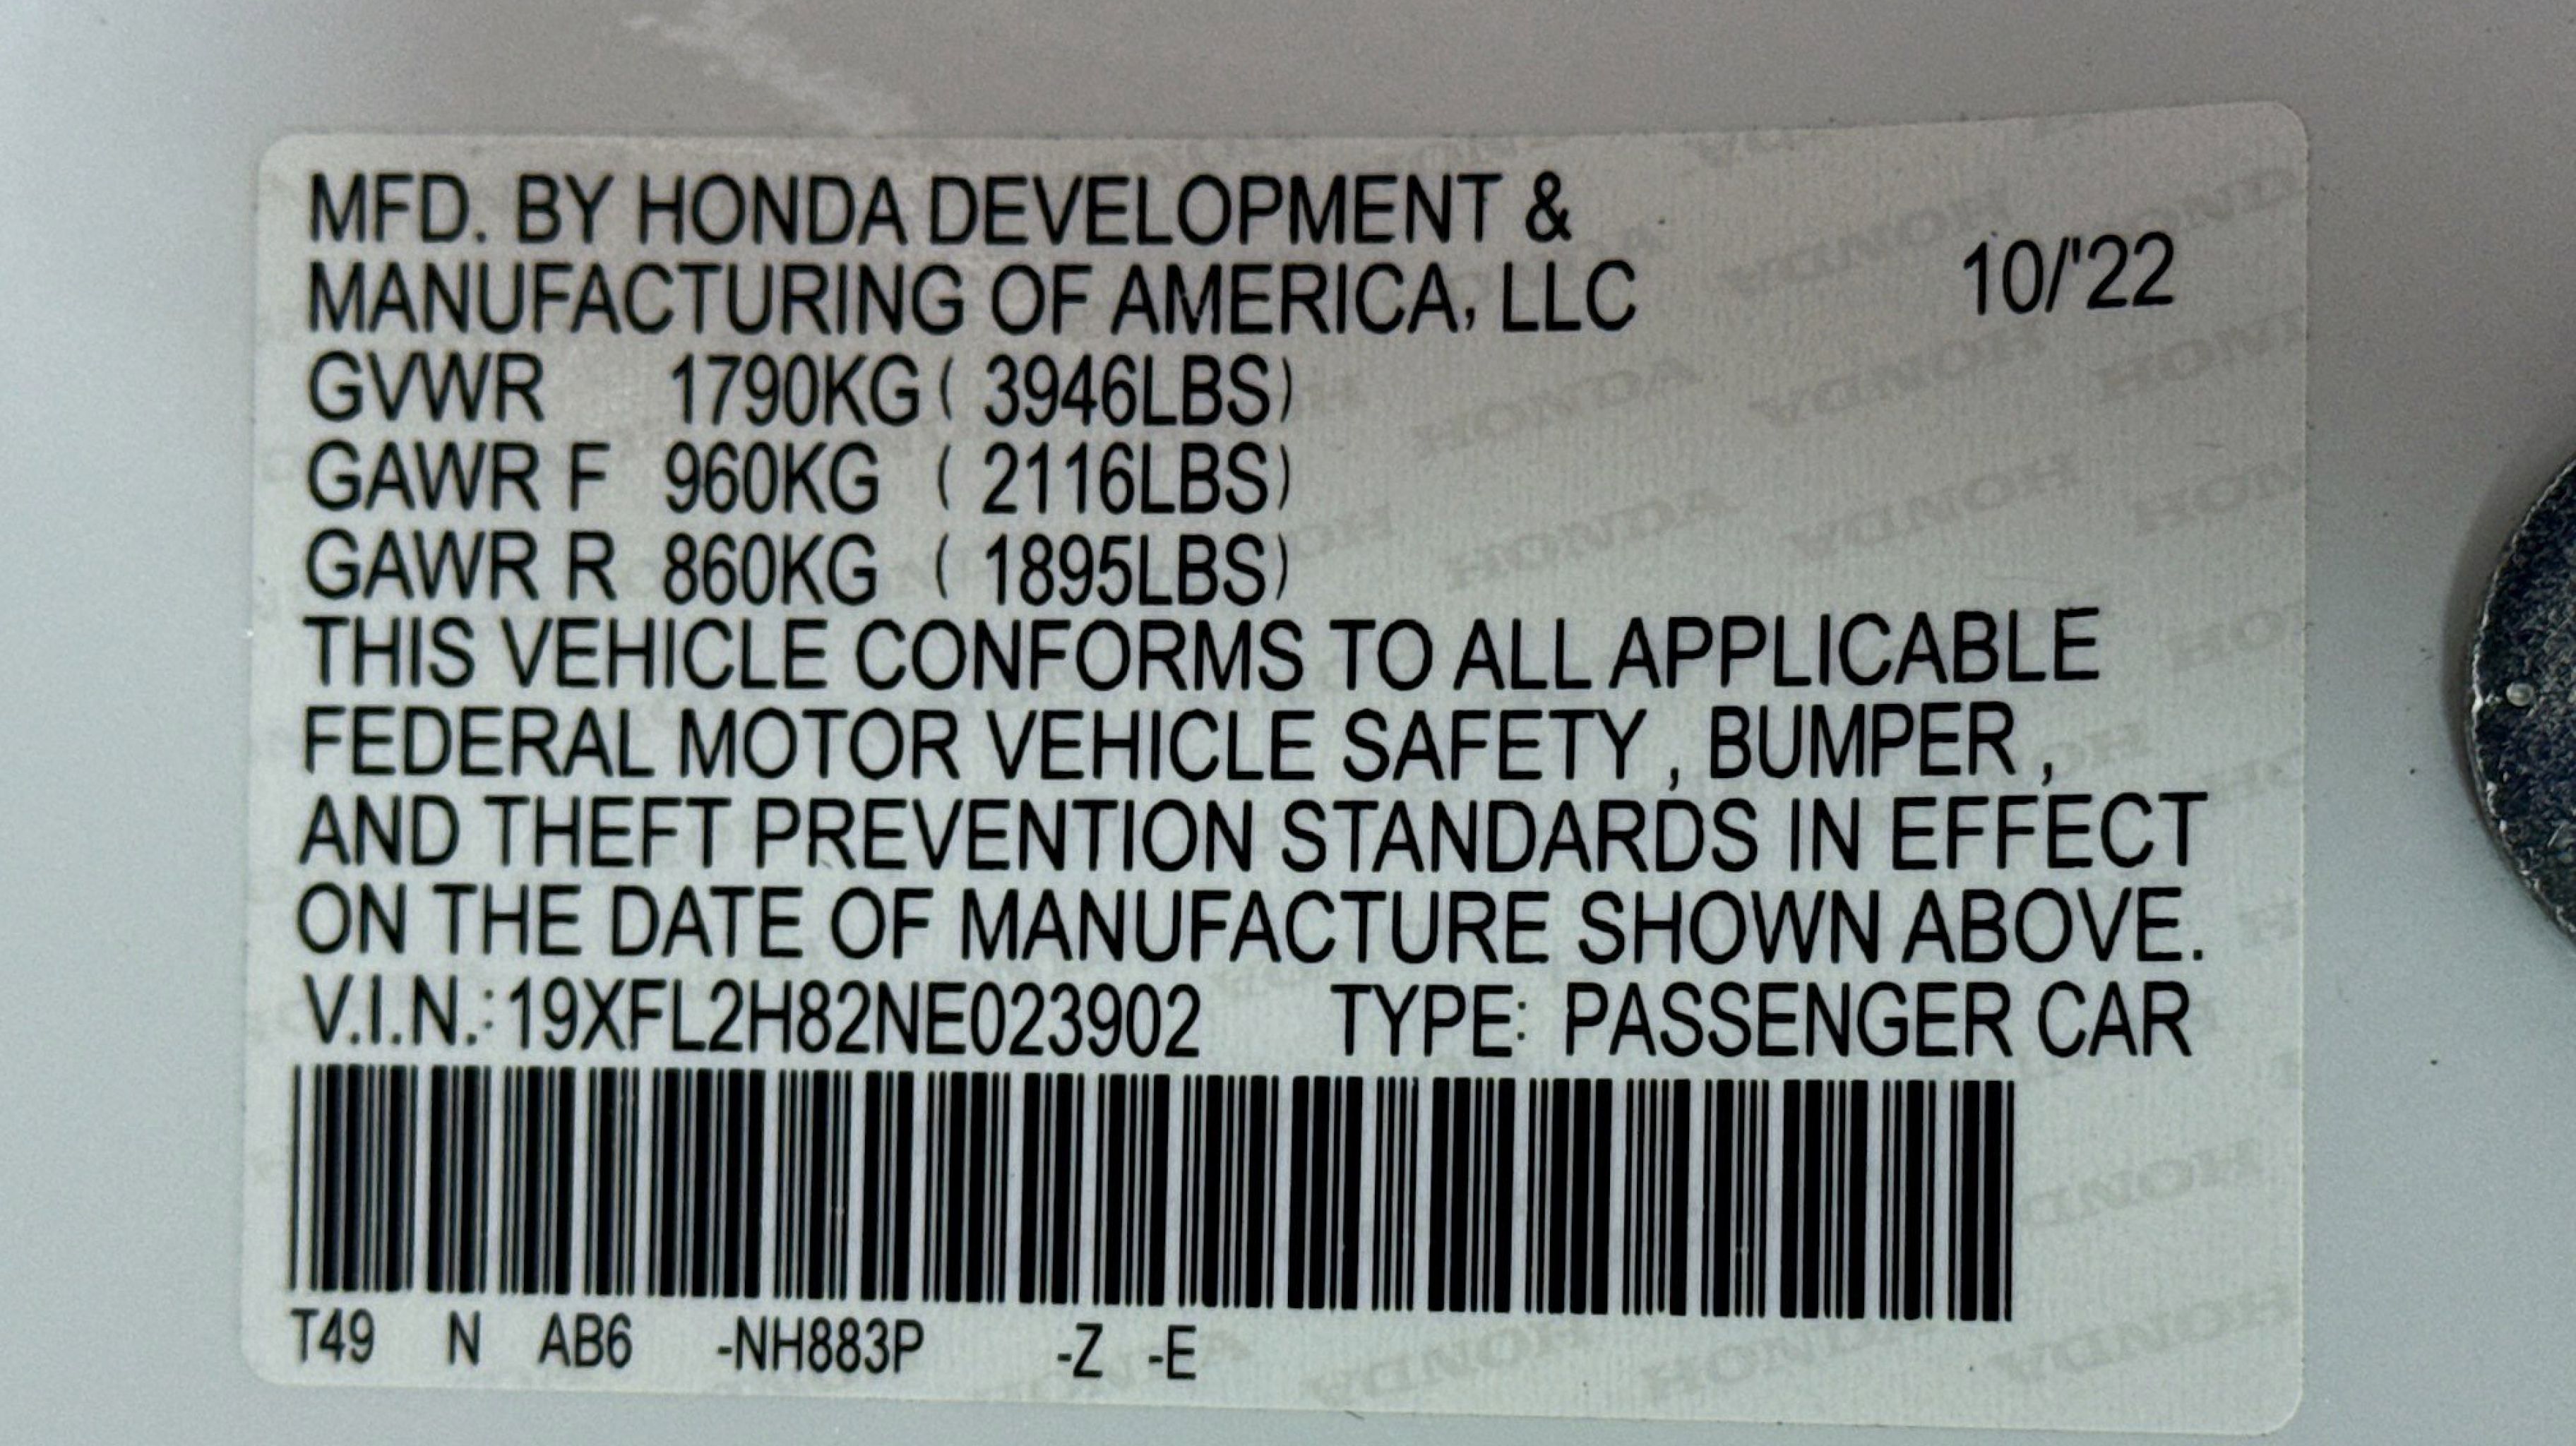 MFD. BY HONDA DEVELOPMENT &
MANUFACTURING OF AMERICA, LLC 10/'22
GVWR 1790KG ( 3946LBS)
GAWR F 960KG ( 2116LBS)
GAWR R 860KG ( 1895LBS)
THIS VEHICLE CONFORMS TO ALL APPLICABLE
FEDERAL MOTOR VEHICLE SAFETY , BUMPER ,
AND THEFT PREVENTION STANDARDS IN EFFECT
ON THE DATE OF MANUFACTURE SHOWN ABOVE.
V.I.N.: 19XFL2H82NE023902 TYPE: PASSENGER CAR
T49 N AB6 -NH883P -Z -E